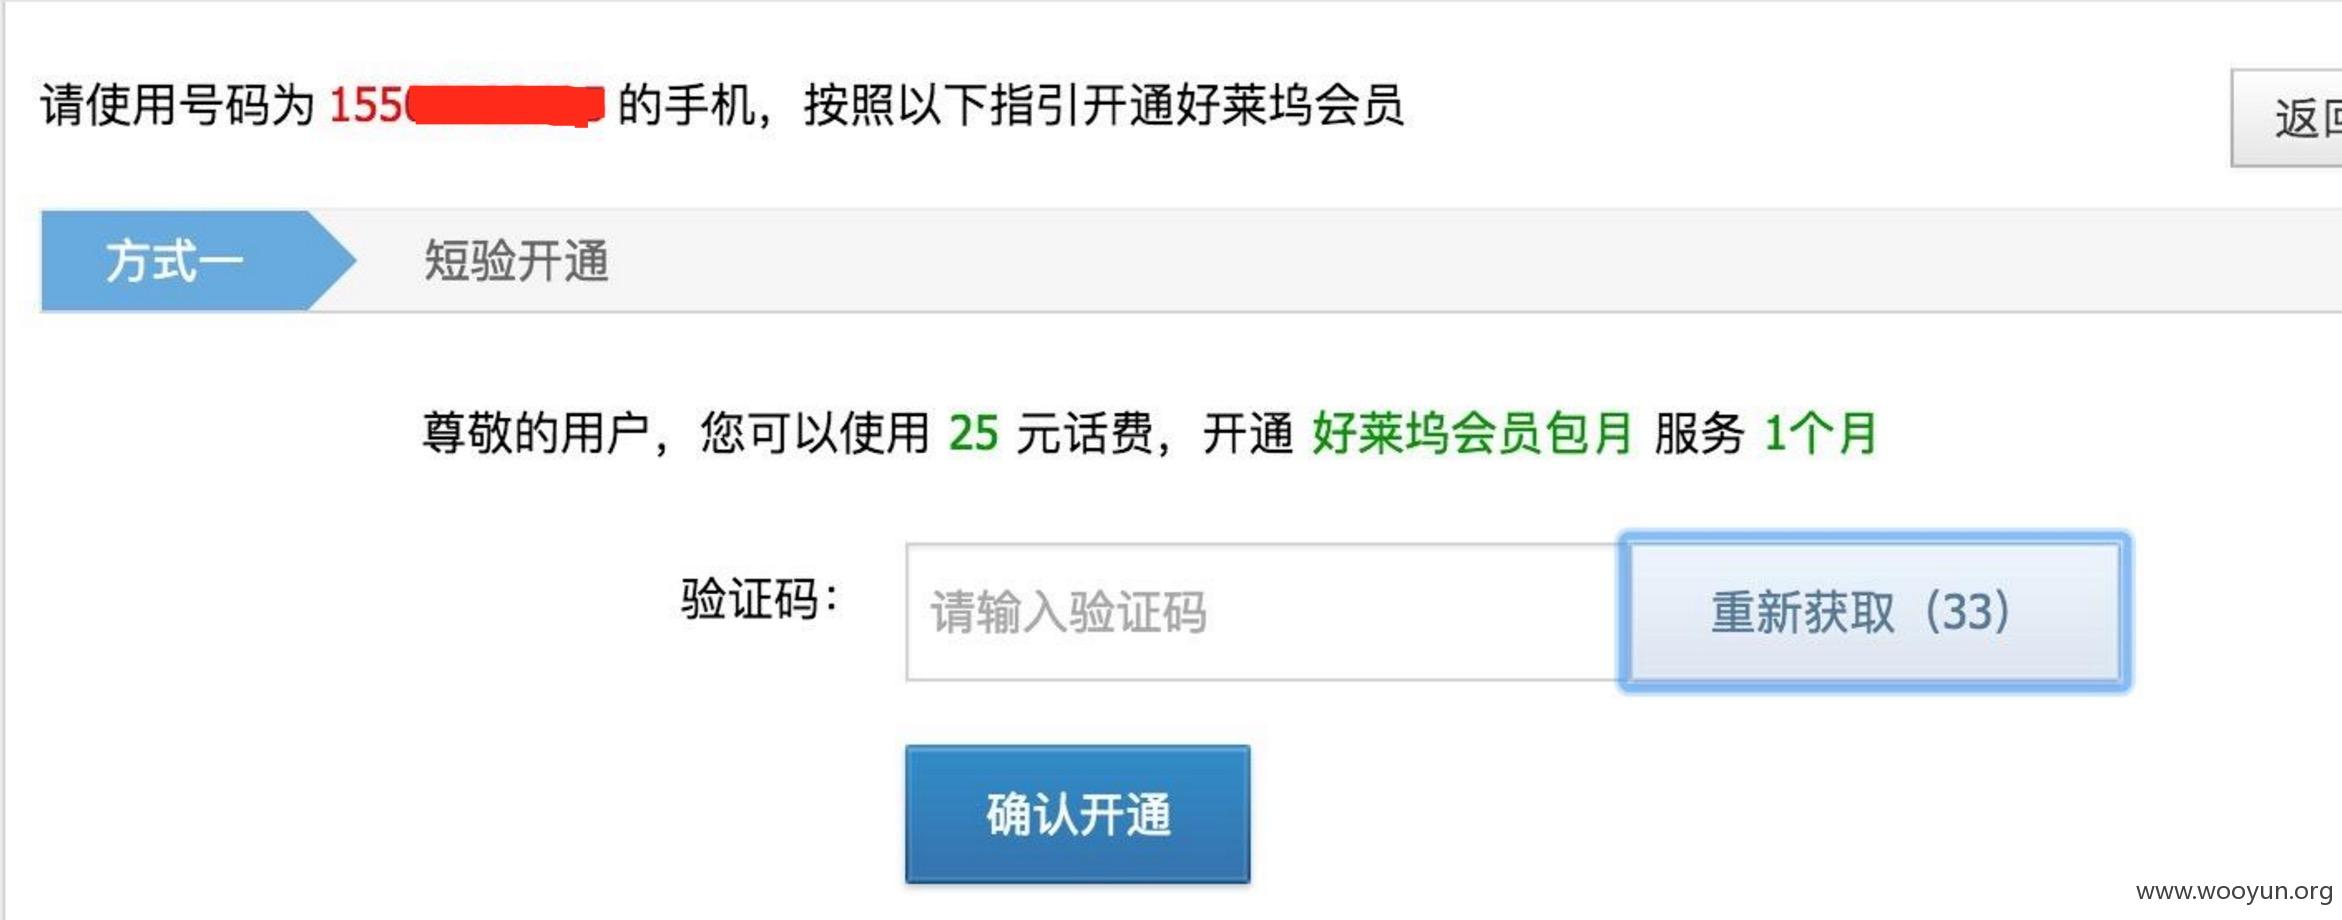 请使用号码为 155 的手机，按照以下指引开通好莱坞会员
返回
方式一 短验开通
尊敬的用户，您可以使用 25 元话费，开通 好莱坞会员包月 服务 1个月
验证码： 请输入验证码 重新获取（33）
确认开通
www.wooyun.org